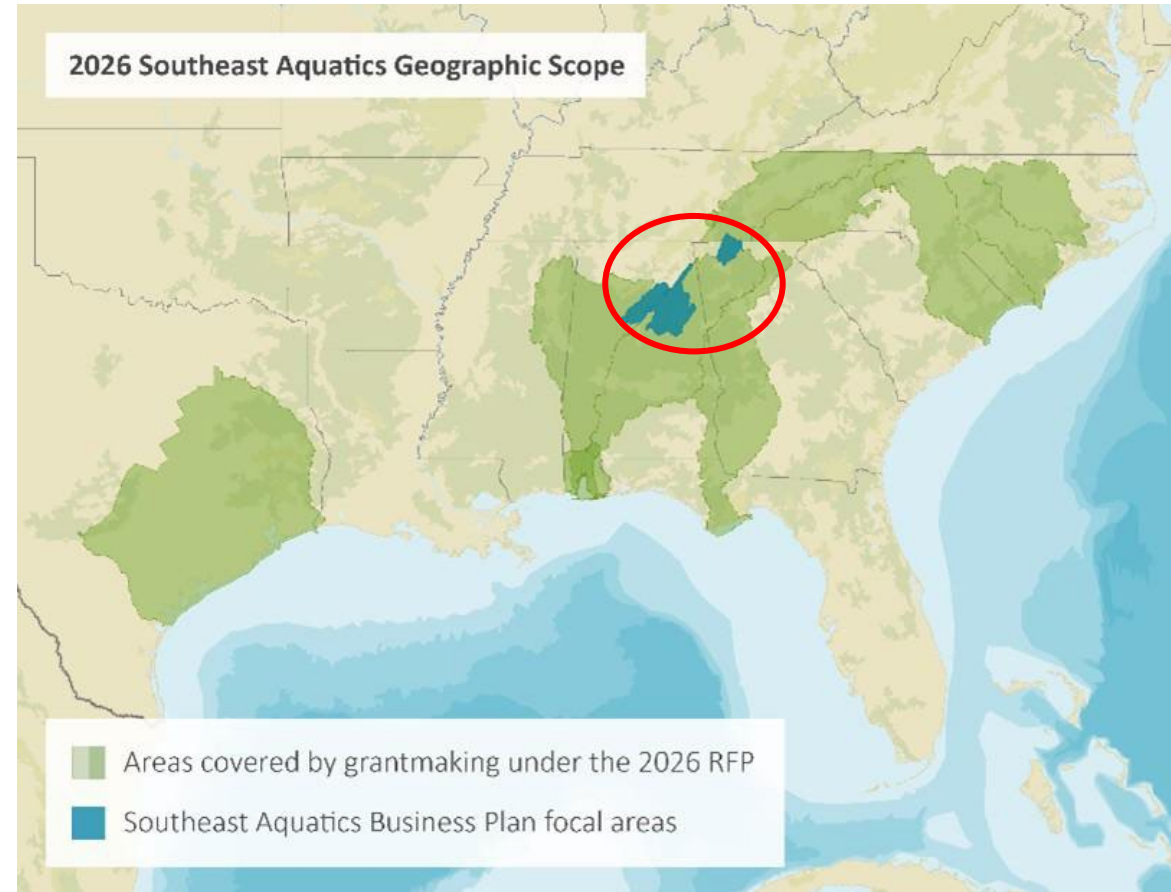 2026 Southeast Aquatics Geographic Scope
Areas covered by grantmaking under the 2026 RFP
Southeast Aquatics Business Plan focal areas